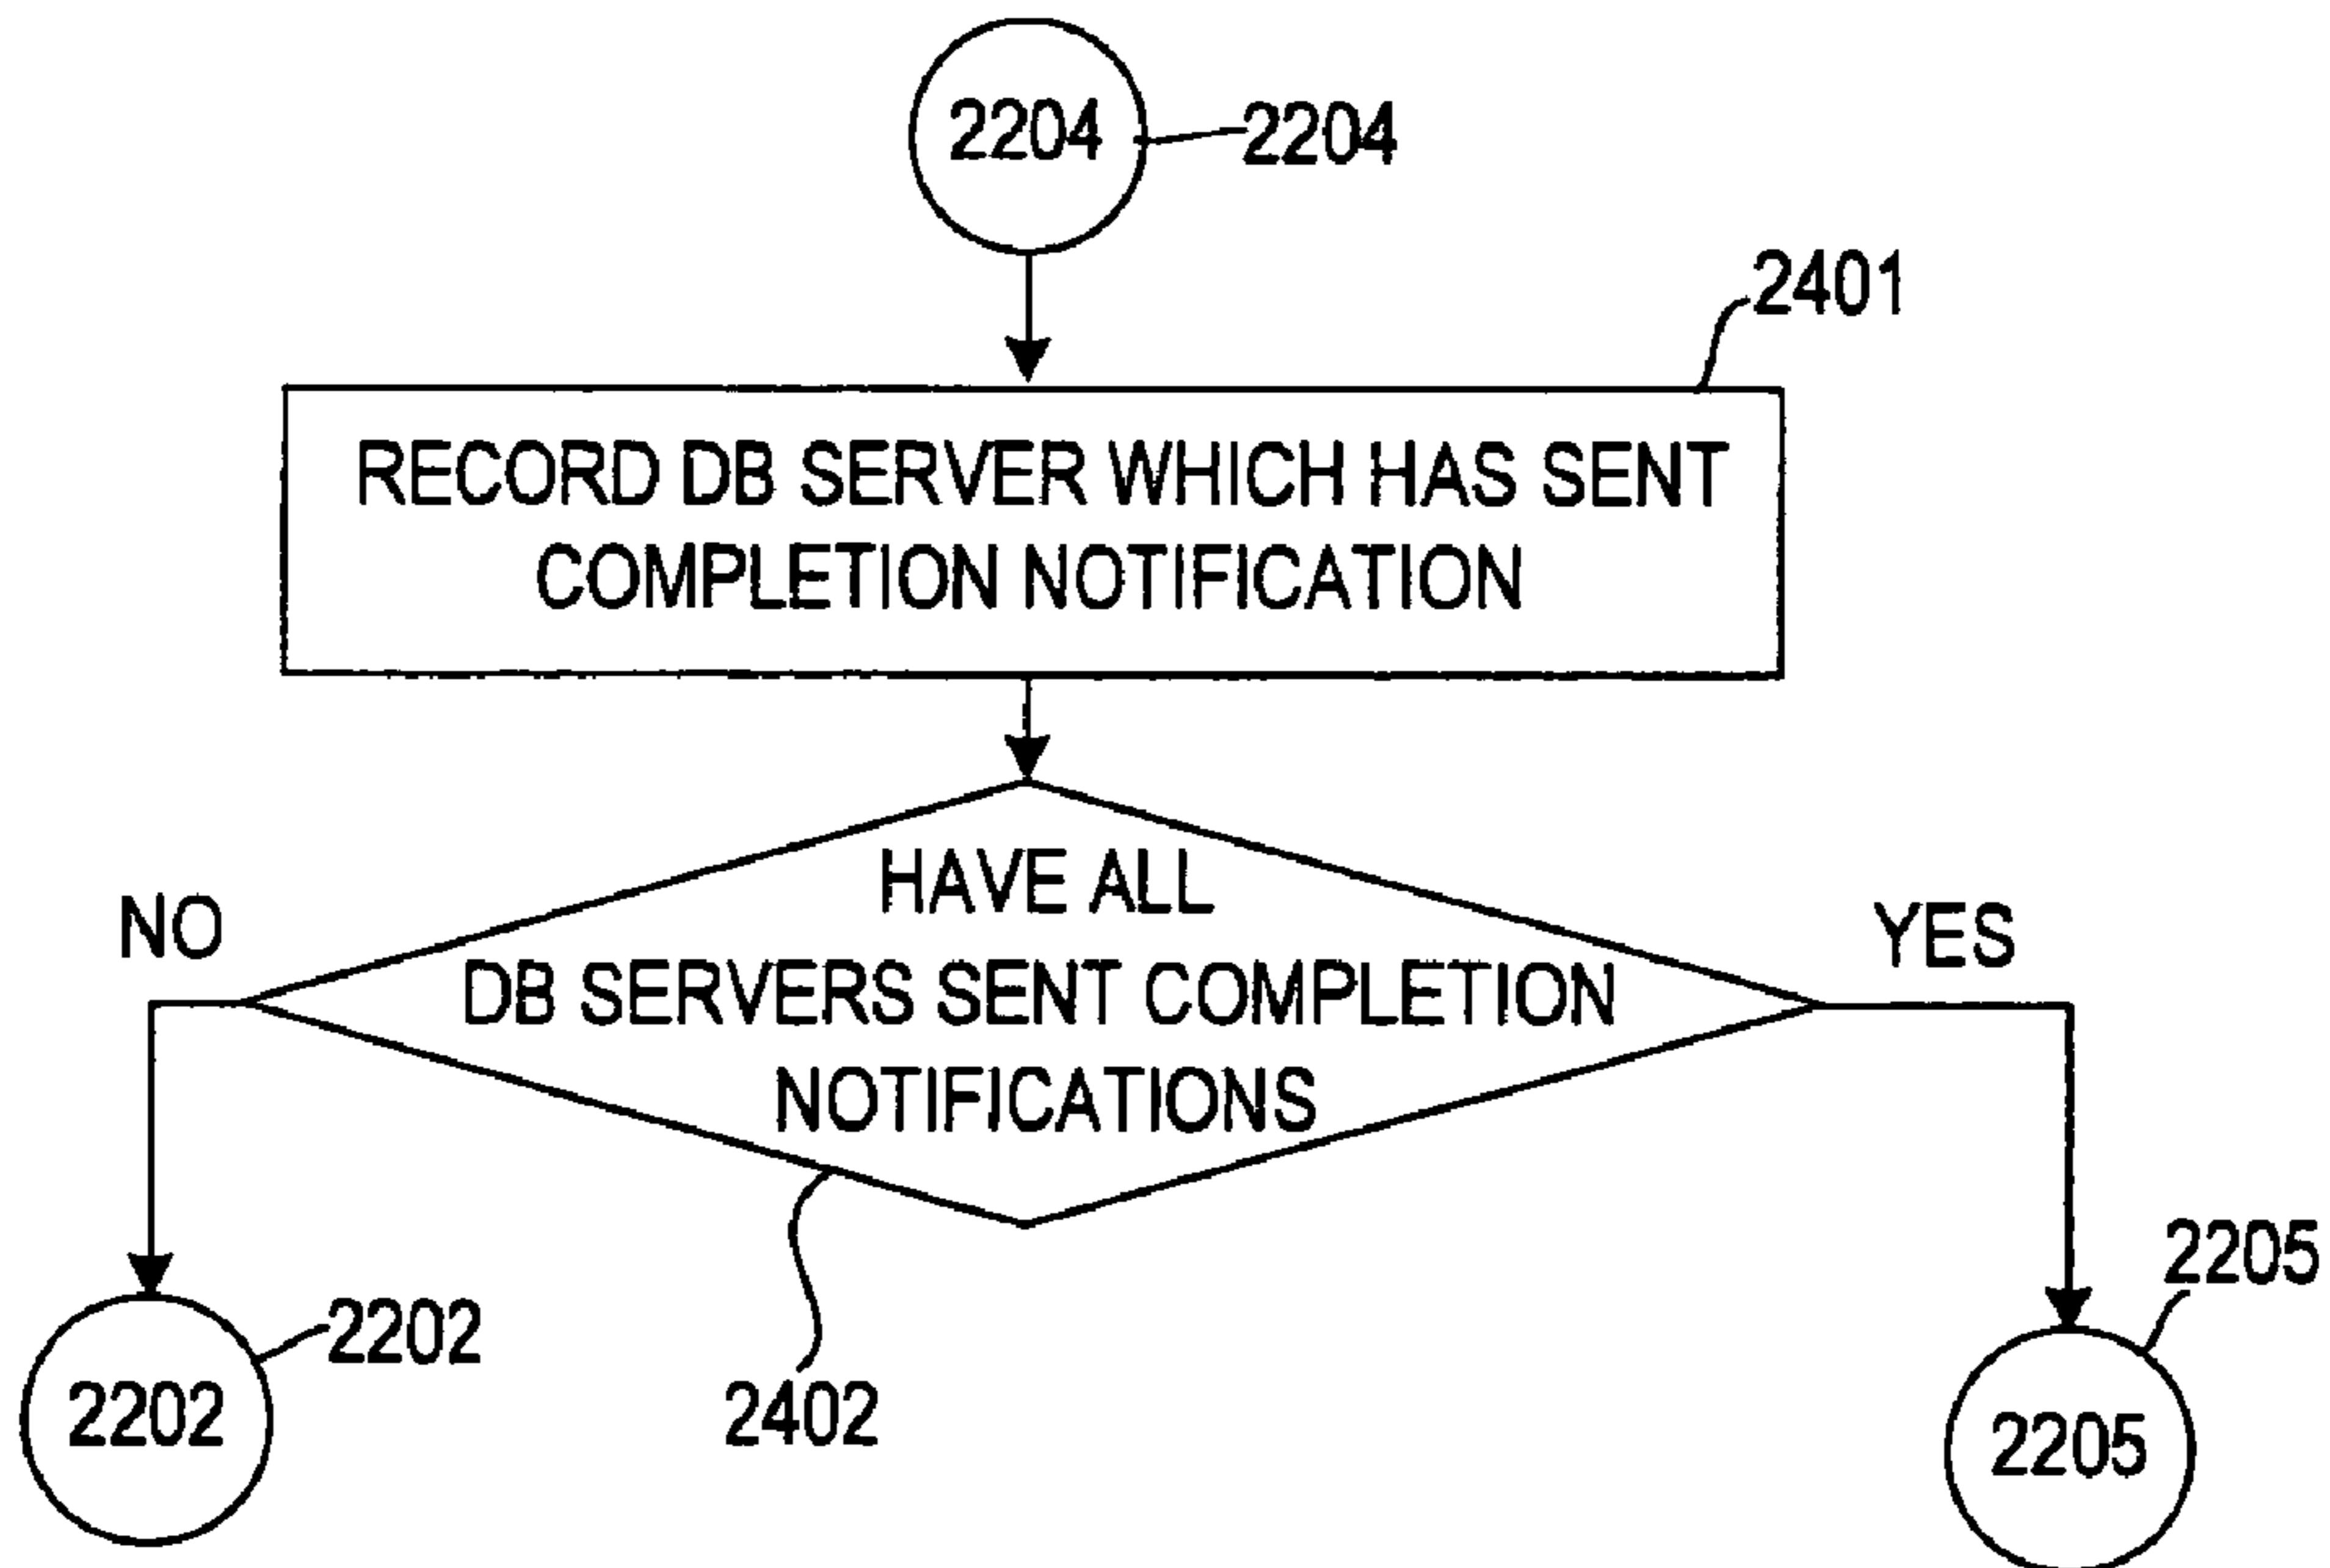 2204
2204
2401
RECORD DB SERVER WHICH HAS SENT
COMPLETION NOTIFICATION
HAVE ALL
DB SERVERS SENT COMPLETION
NOTIFICATIONS
NO
YES
2202
2202
2402
2205
2205